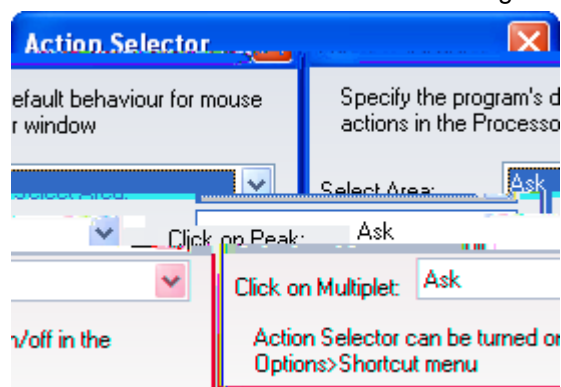 Action Selector
efault behaviour for mouse
r window
Specify the program's d
actions in the Processo
Select Area:
Ask
Click on Peak:
Ask
Click on Multiplet:
Ask
n/off in the
Action Selector can be turned or
Options>Shortcut menu